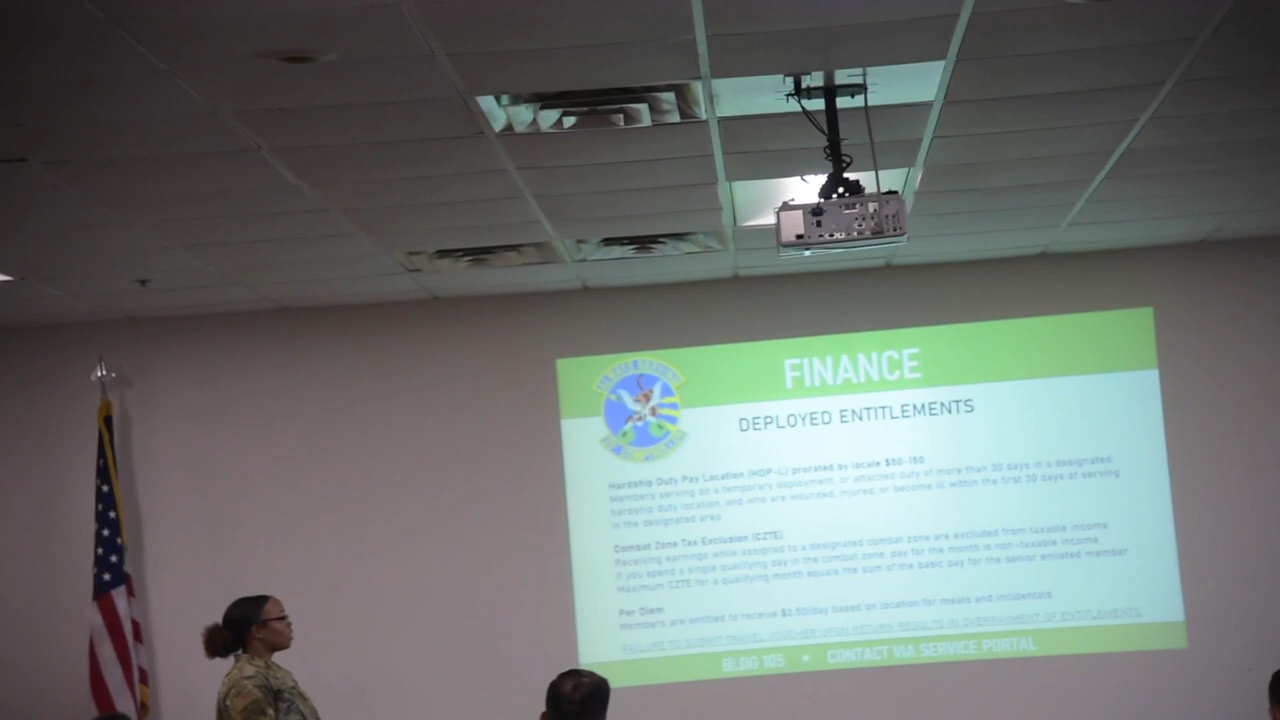 FINANCE
DEPLOYED ENTITLEMENTS
Hardship Duty Pay Location (HDP-L) prorated by locale $50-150
Members serving on a temporary deployment, or attached duty of more than 30 days in a designated
hardship duty location, and who are wounded, injured, or become ill within the first 30 days of serving
in the designated area
Combat Zone Tax Exclusion (CZTE)
Receiving earnings while assigned to a designated combat zone are excluded from taxable income
If you spend a single qualifying day in the combat zone, pay for the month is non-taxable income
Maximum CZTE for a qualifying month equals the sum of the basic pay for the senior enlisted member
Per Diem
Members are entitled to receive $3.50/day based on location for meals and incidentals
FAILURE TO SUBMIT TRAVEL VOUCHER UPON RETURN RESULTS IN OVERPAYMENT OF ENTITLEMENTS
BLDG 105 • CONTACT VIA SERVICE PORTAL